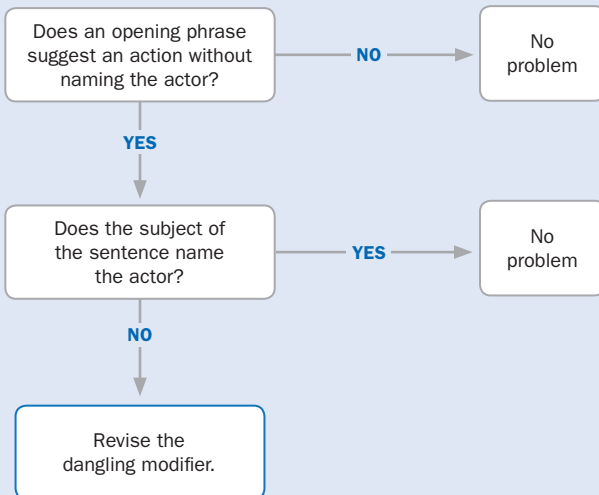 Does an opening phrase
suggest an action without
naming the actor?
NO
No
problem
YES
Does the subject of
the sentence name
the actor?
YES
No
problem
NO
Revise the
dangling modifier.